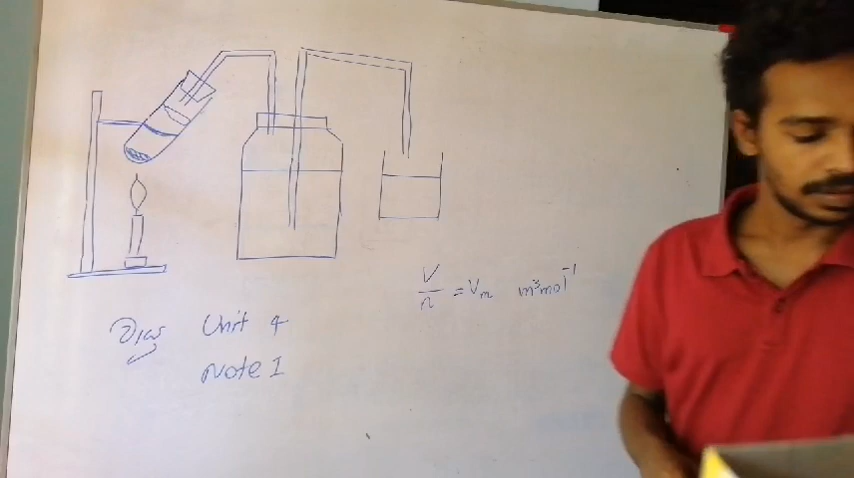 V/n = Vm m³mol⁻¹
Unit 4
Note 1